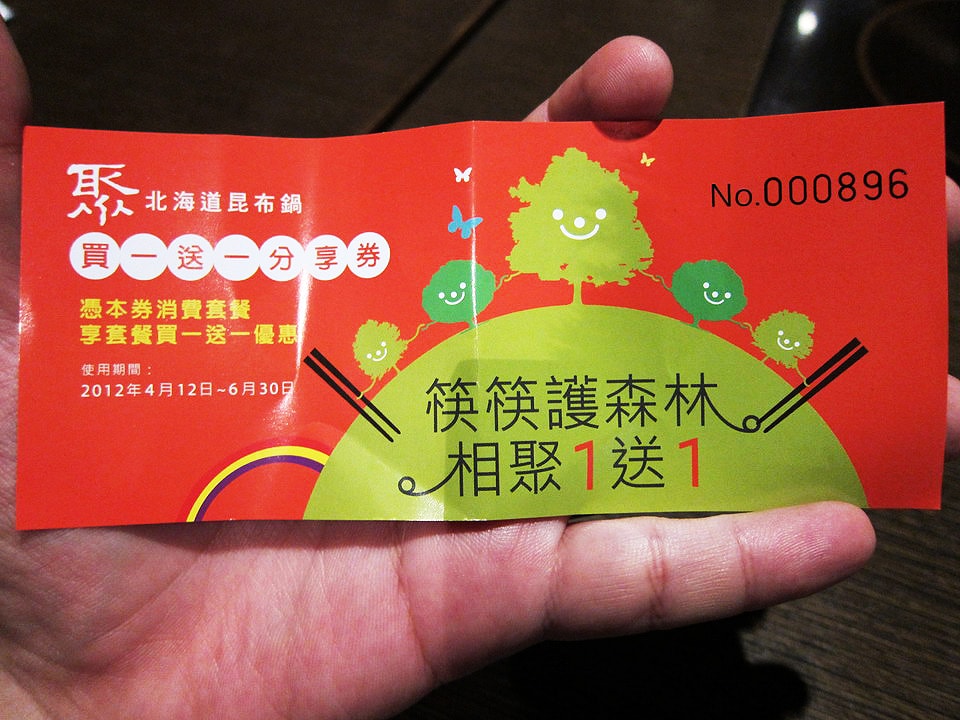 聚 北海道昆布鍋
買一送一分享券
憑本券消費套餐
享套餐買一送一優惠
使用期間：
2012年4月12日~6月30日
No.000896
筷筷護森林
相聚1送1